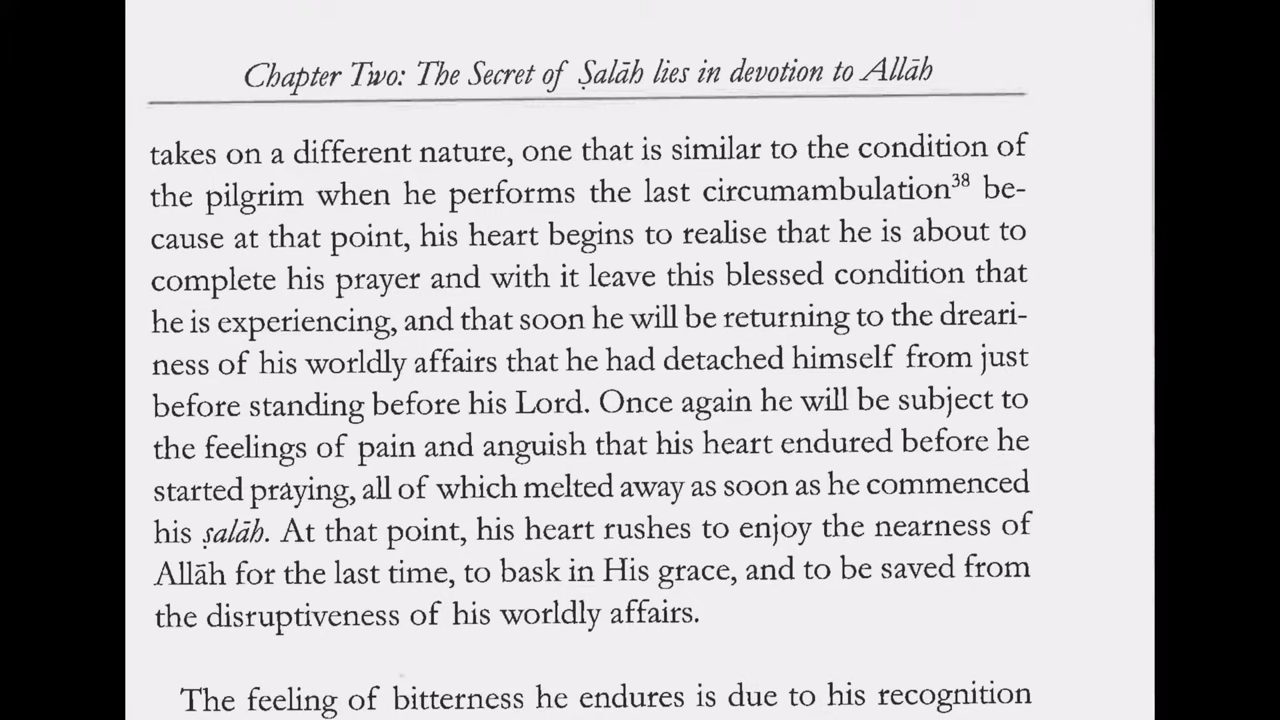 Chapter Two: The Secret of Ṣalāh lies in devotion to Allāh
takes on a different nature, one that is similar to the condition of
the pilgrim when he performs the last circumambulation³⁸ be-
cause at that point, his heart begins to realise that he is about to
complete his prayer and with it leave this blessed condition that
he is experiencing, and that soon he will be returning to the dreari-
ness of his worldly affairs that he had detached himself from just
before standing before his Lord. Once again he will be subject to
the feelings of pain and anguish that his heart endured before he
started praying, all of which melted away as soon as he commenced
his ṣalāh. At that point, his heart rushes to enjoy the nearness of
Allāh for the last time, to bask in His grace, and to be saved from
the disruptiveness of his worldly affairs.
The feeling of bitterness he endures is due to his recognition